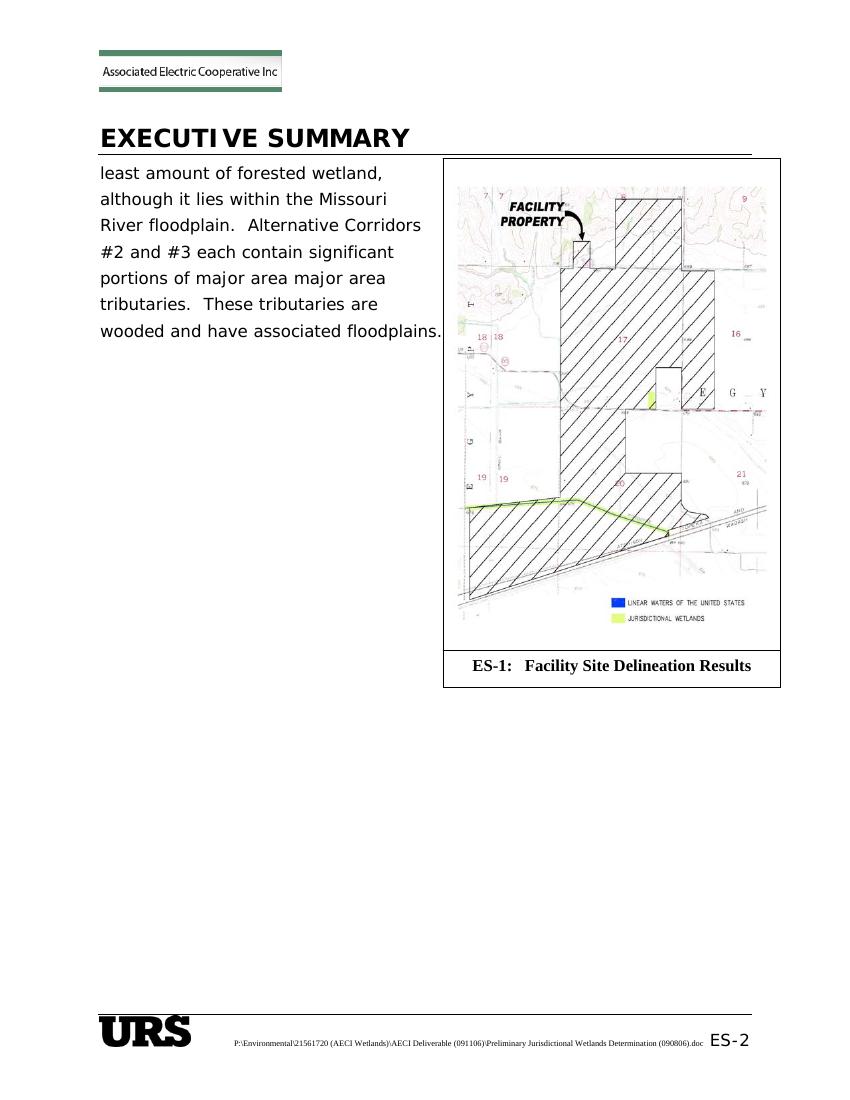 Associated Electric Cooperative Inc
EXECUTIVE SUMMARY
least amount of forested wetland,
although it lies within the Missouri
River floodplain.  Alternative Corridors
#2 and #3 each contain significant
portions of major area major area
tributaries.  These tributaries are
wooded and have associated floodplains.
FACILITY
PROPERTY
7 7 8 9
18 18 17 16
E G Y P T
E G Y
19 19 20 21
LINEAR WATERS OF THE UNITED STATES
JURISDICTIONAL WETLANDS
ES-1:   Facility Site Delineation Results
URS
P:\Environmental\21561720 (AECI Wetlands)\AECI Deliverable (091106)\Preliminary Jurisdictional Wetlands Determination (090806).doc ES-2